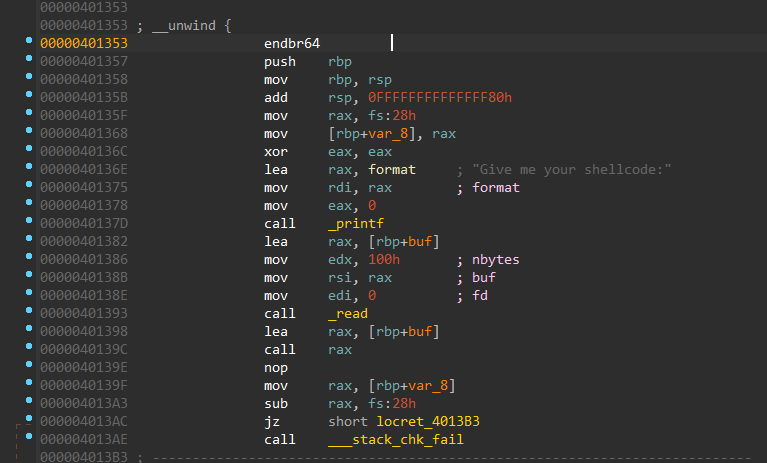 00000401353
00000401353 ; __unwind {
00000401353 endbr64
00000401357 push rbp
00000401358 mov rbp, rsp
0000040135B add rsp, 0FFFFFFFFFFFFFF80h
0000040135F mov rax, fs:28h
00000401368 mov [rbp+var_8], rax
0000040136C xor eax, eax
0000040136E lea rax, format ; "Give me your shellcode:"
00000401375 mov rdi, rax ; format
00000401378 mov eax, 0
0000040137D call _printf
00000401382 lea rax, [rbp+buf]
00000401386 mov edx, 100h ; nbytes
0000040138B mov rsi, rax ; buf
0000040138E mov edi, 0 ; fd
00000401393 call _read
00000401398 lea rax, [rbp+buf]
0000040139C call rax
0000040139E nop
0000040139F mov rax, [rbp+var_8]
000004013A3 sub rax, fs:28h
000004013AC jz short locret_4013B3
000004013AE call ___stack_chk_fail
000004013B3 ; ---------------------------------------------------------------------------